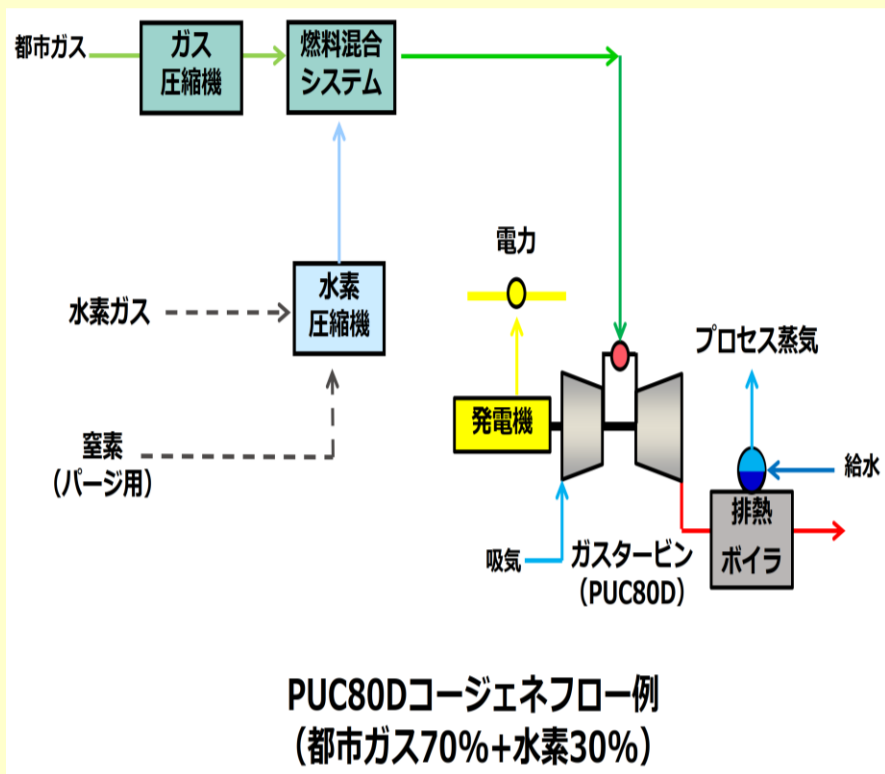 都市ガス
ガス
圧縮機
燃料混合
システム
水素ガス
水素
圧縮機
窒素
（パージ用）
電力
発電機
プロセス蒸気
給水
排熱
ボイラ
吸気
ガスタービン
（PUC80D）
PUC80Dコージェネフロー例
（都市ガス70%+水素30%）